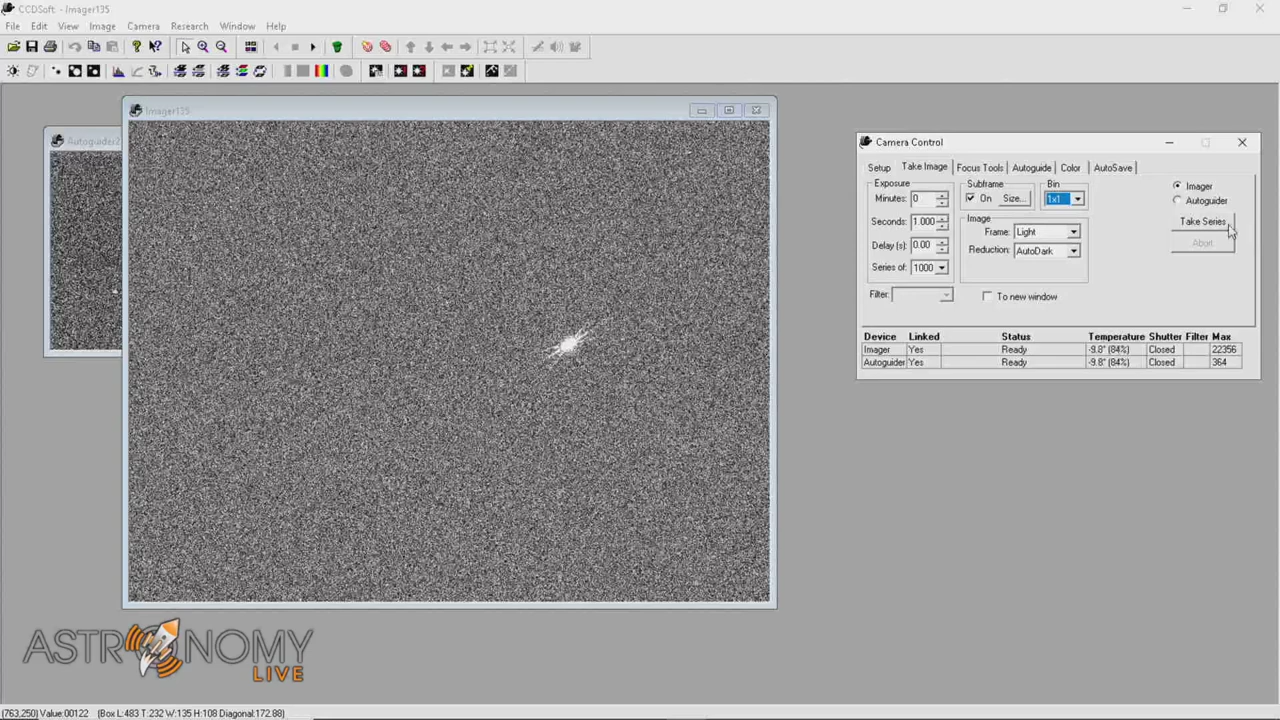 CCDSoft - Imager135
File Edit View Image Camera Research Window Help
Imager135
Autoguider2
Camera Control
Setup Take Image Focus Tools Autoguide Color AutoSave
Exposure Subframe Bin
Minutes: 0 On Size... 1x1 Imager
Autoguider
Seconds: 1.000 Image Take Series
Frame: Light
Delay (s): 0.00 Reduction: AutoDark Abort
Series of: 1000
Filter: To new window
Device Linked Status Temperature Shutter Filter Max
Imager Yes Ready -9.8° (84%) Closed 22356
Autoguider Yes Ready -9.8° (84%) Closed 364
ASTRONOMY
LIVE
(763,250) Value:00122 (Box L:483 T:232 W:135 H:108 Diagonal:172.88)